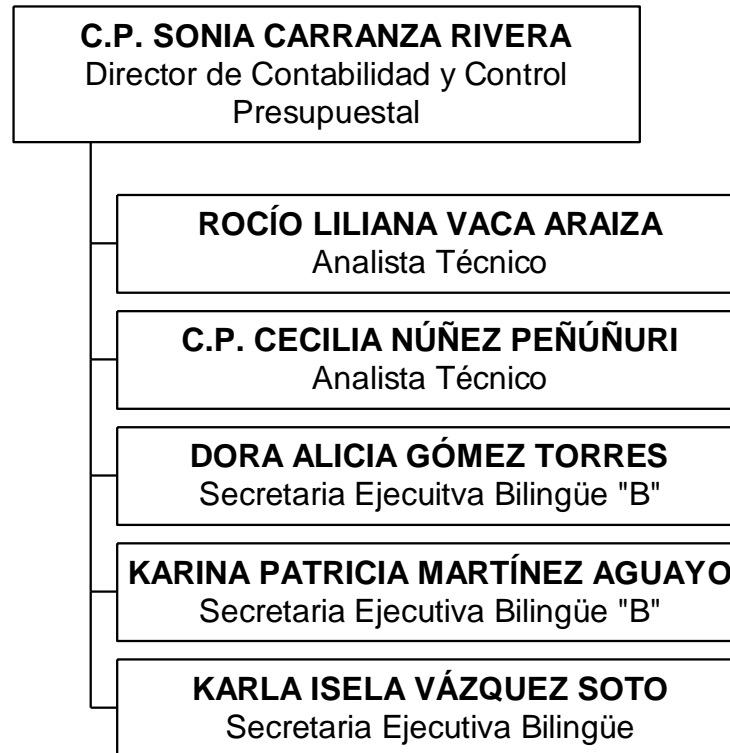 C.P. SONIA CARRANZA RIVERA
Director de Contabilidad y Control
Presupuestal
ROCÍO LILIANA VACA ARAIZA
Analista Técnico
C.P. CECILIA NÚÑEZ PEÑÚÑURI
Analista Técnico
DORA ALICIA GÓMEZ TORRES
Secretaria Ejecuitva Bilingüe "B"
KARINA PATRICIA MARTÍNEZ AGUAYO
Secretaria Ejecutiva Bilingüe "B"
KARLA ISELA VÁZQUEZ SOTO
Secretaria Ejecutiva Bilingüe